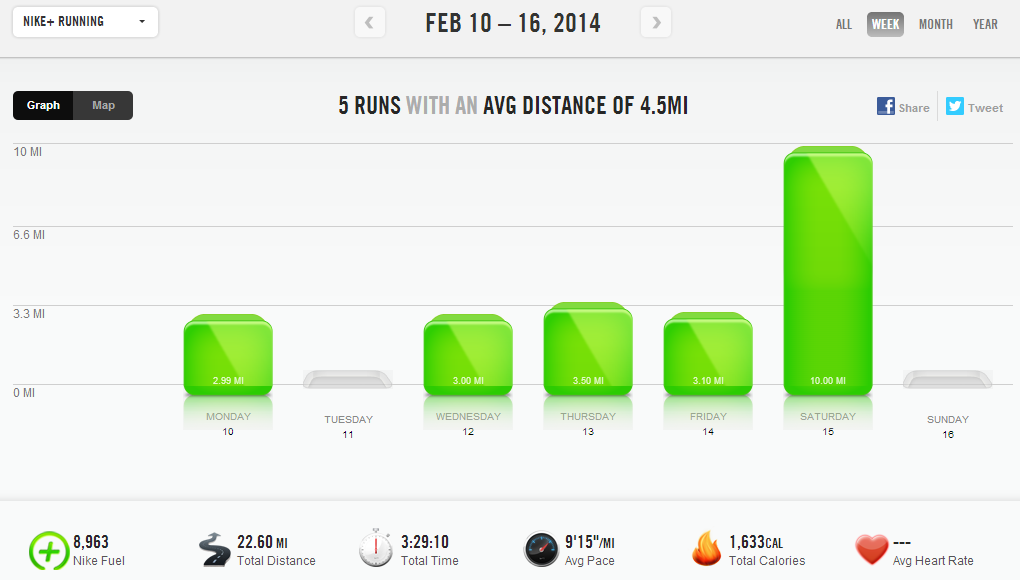 NIKE+ RUNNING
FEB 10 – 16, 2014
ALL WEEK MONTH YEAR
Graph Map
5 RUNS WITH AN AVG DISTANCE OF 4.5MI
Share Tweet
10 MI
6.6 MI
3.3 MI
0 MI
2.99 MI 3.00 MI 3.50 MI 3.10 MI 10.00 MI
MONDAY TUESDAY WEDNESDAY THURSDAY FRIDAY SATURDAY SUNDAY
10 11 12 13 14 15 16
8,963 22.60 MI 3:29:10 9'15"/MI 1,633CAL ---
Nike Fuel Total Distance Total Time Avg Pace Total Calories Avg Heart Rate